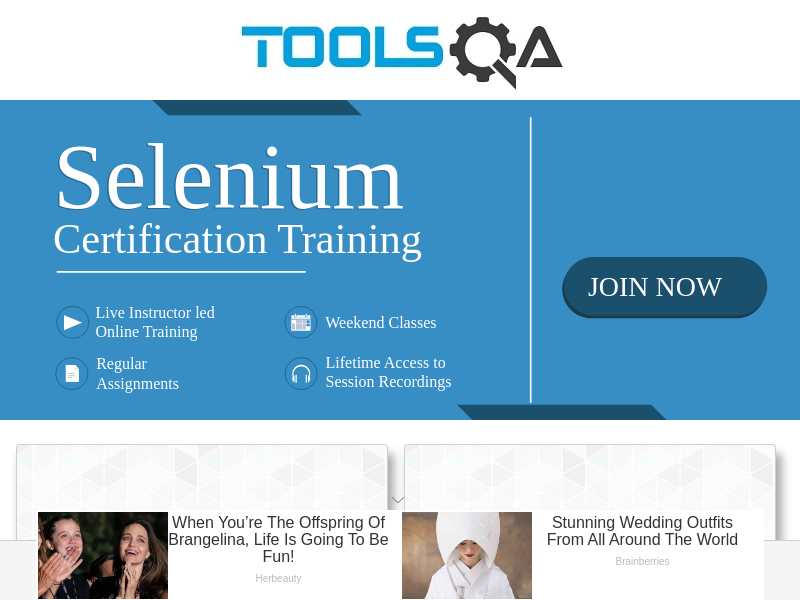 TOOLSQA
Selenium
Certification Training
JOIN NOW
Live Instructor led
Online Training
Weekend Classes
Regular
Assignments
Lifetime Access to
Session Recordings
When You’re The Offspring Of
Brangelina, Life Is Going To Be
Fun!
Herbeauty
Stunning Wedding Outfits
From All Around The World
Brainberries